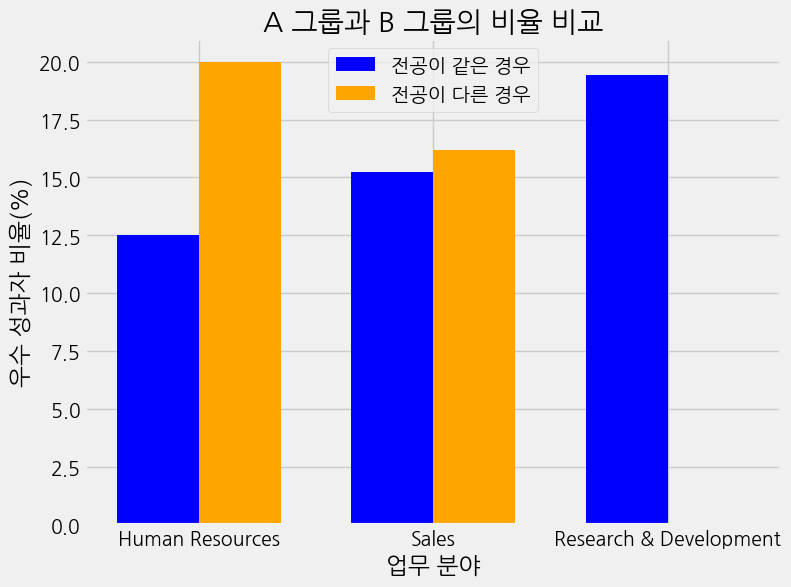 A 그룹과 B 그룹의 비율 비교
전공이 같은 경우
전공이 다른 경우
우수 성과자 비율(%)
20.0
17.5
15.0
12.5
10.0
7.5
5.0
2.5
0.0
Human Resources
Sales
Research & Development
업무 분야